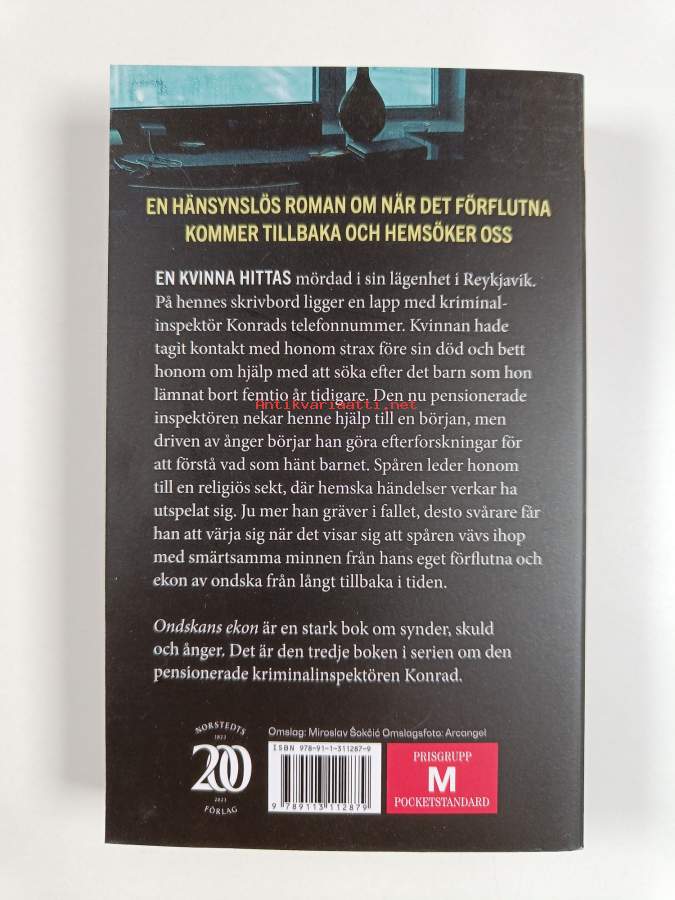 EN HÄNSYNSLÖS ROMAN OM NÄR DET FÖRFLUTNA
KOMMER TILLBAKA OCH HEMSÖKER OSS
EN KVINNA HITTAS mördad i sin lägenhet i Reykjavik.
På hennes skrivbord ligger en lapp med kriminal-
inspektör Konrads telefonnummer. Kvinnan hade
tagit kontakt med honom strax före sin död och bett
honom om hjälp med att söka efter det barn som hon
lämnat bort femtio år tidigare. Den nu pensionerade
Antikvariaatti.net
inspektören nekar henne hjälp till en början, men
driven av ånger börjar han göra efterforskningar för
att förstå vad som hänt barnet. Spåren leder honom
till en religiös sekt, där hemska händelser verkar ha
utspelat sig. Ju mer han gräver i fallet, desto svårare får
han att värja sig när det visar sig att spåren vävs ihop
med smärtsamma minnen från hans eget förflutna och
ekon av ondska från långt tillbaka i tiden.
Ondskans ekon är en stark bok om synder, skuld
och ånger. Det är den tredje boken i serien om den
pensionerade kriminalinspektören Konrad.
NORSTEDTS
1823
200
2023
FÖRLAG
Omslag: Miroslav Šokčić Omslagsfoto: Arcangel
ISBN 978-91-1-311287-9
9 789113 112879
PRISGRUPP
M
POCKETSTANDARD